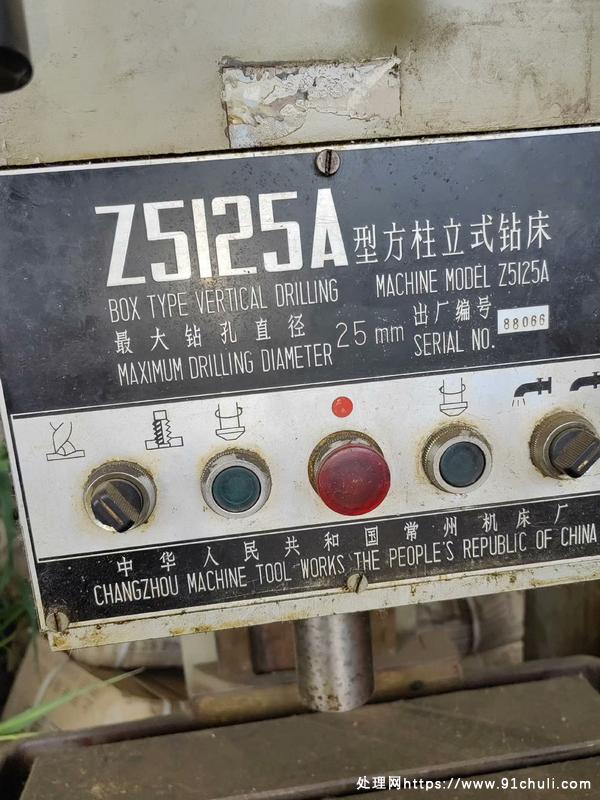 Z5125A型方柱立式钻床
BOX TYPE VERTICAL DRILLING MACHINE MODEL Z5125A
最大钻孔直径 25mm 出厂编号 88066
MAXIMUM DRILLING DIAMETER SERIAL NO.
中华人民共和国常州机床厂
CHANGZHOU MACHINE TOOL WORKS THE PEOPLE'S REPUBLIC OF CHINA
处理网https://www.91chuli.com